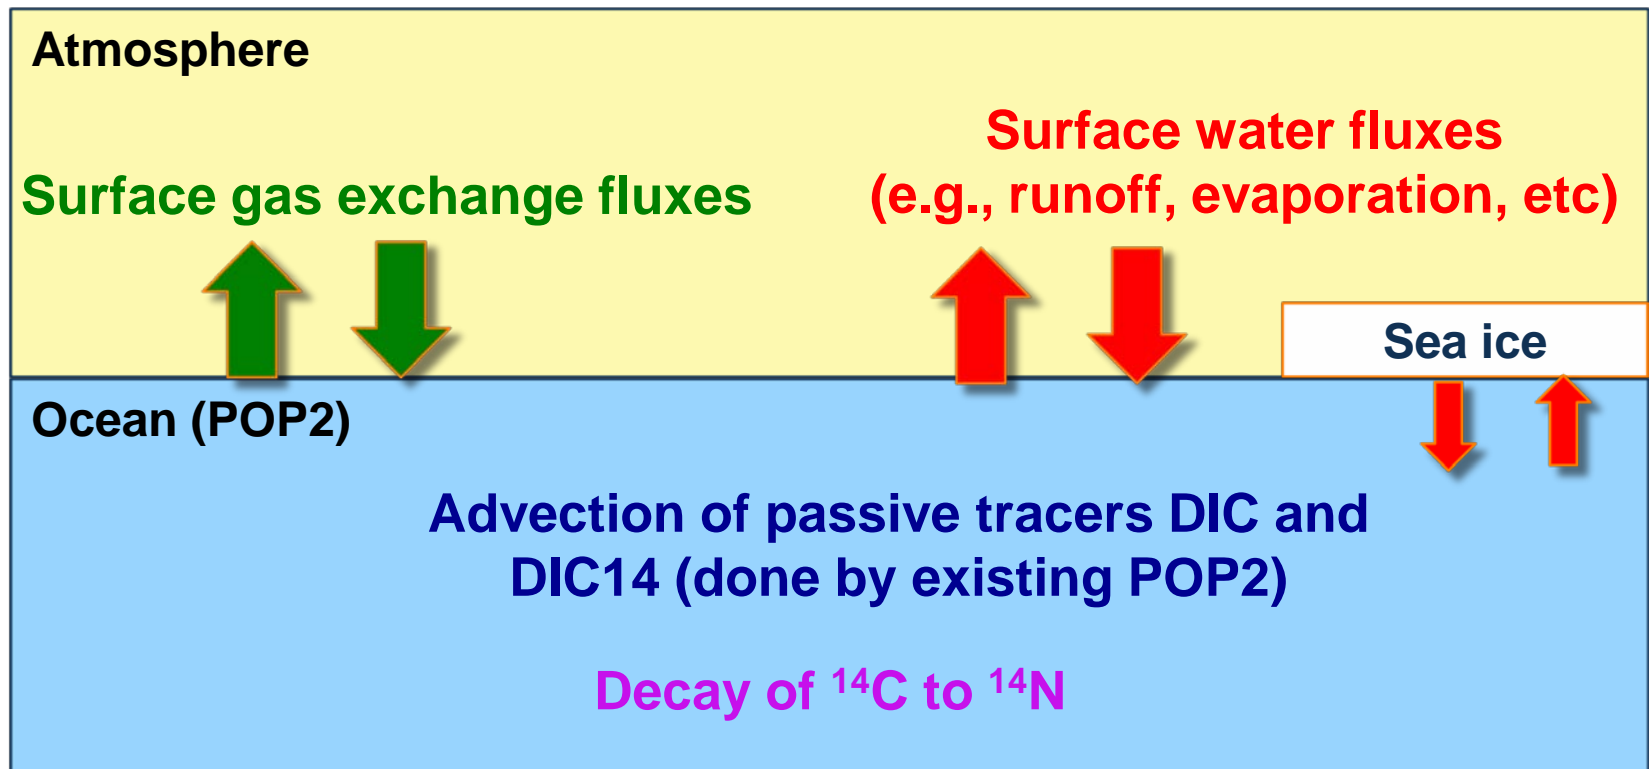 Atmosphere
Surface water fluxes
(e.g., runoff, evaporation, etc)
Surface gas exchange fluxes
Sea ice
Ocean (POP2)
Advection of passive tracers DIC and
DIC14 (done by existing POP2)
Decay of ¹⁴C to ¹⁴N